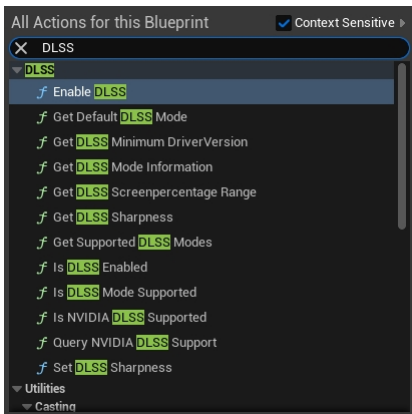 All Actions for this Blueprint Context Sensitive
DLSS
DLSS
Enable DLSS
Get Default DLSS Mode
Get DLSS Minimum DriverVersion
Get DLSS Mode Information
Get DLSS Screenpercentage Range
Get DLSS Sharpness
Get Supported DLSS Modes
Is DLSS Enabled
Is DLSS Mode Supported
Is NVIDIA DLSS Supported
Query NVIDIA DLSS Support
Set DLSS Sharpness
Utilities
Casting